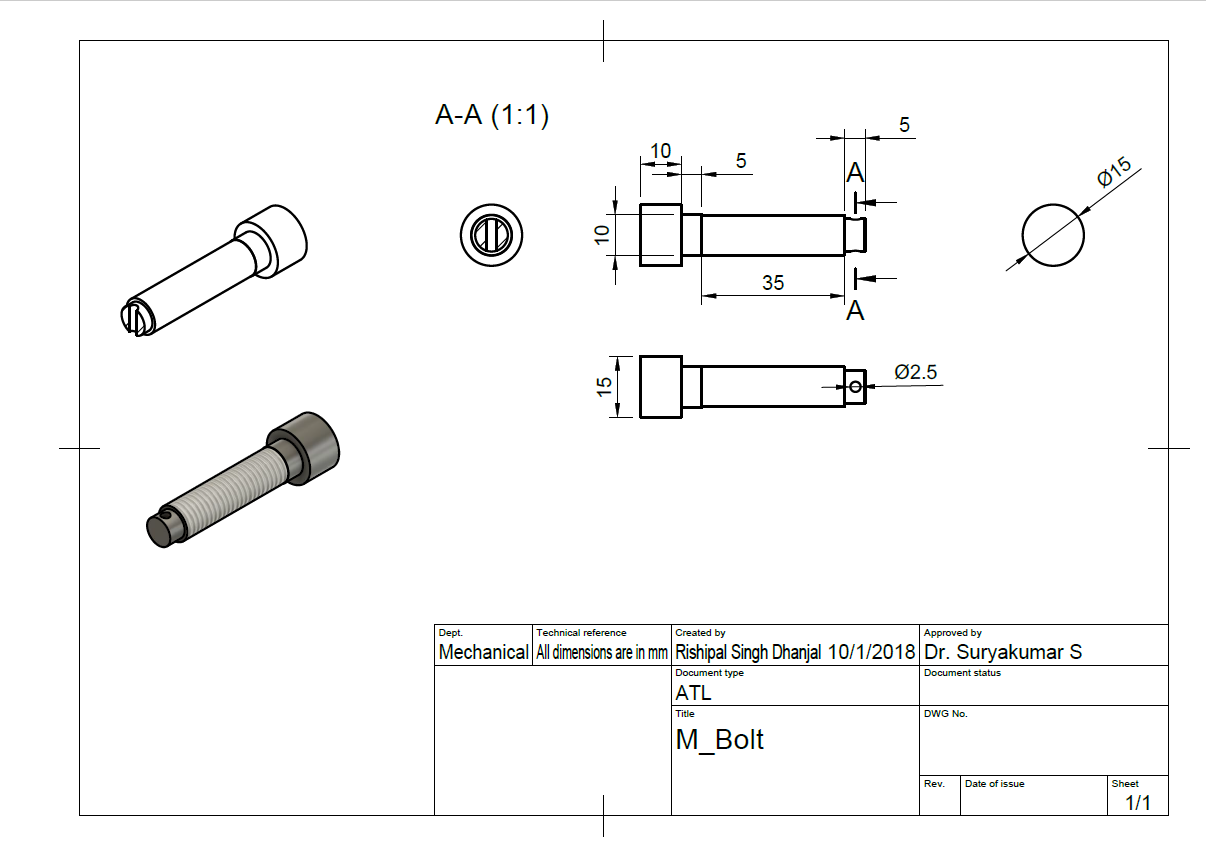 A-A (1:1)
10
5
5
A
Ø15
10
35
A
15
Ø2.5
Dept.
Mechanical
Technical reference
All dimensions are in mm
Created by
Rishipal Singh Dhanjal 10/1/2018
Approved by
Dr. Suryakumar S
Document type
ATL
Document status
Title
M_Bolt
DWG No.
Rev.
Date of issue
Sheet
1/1